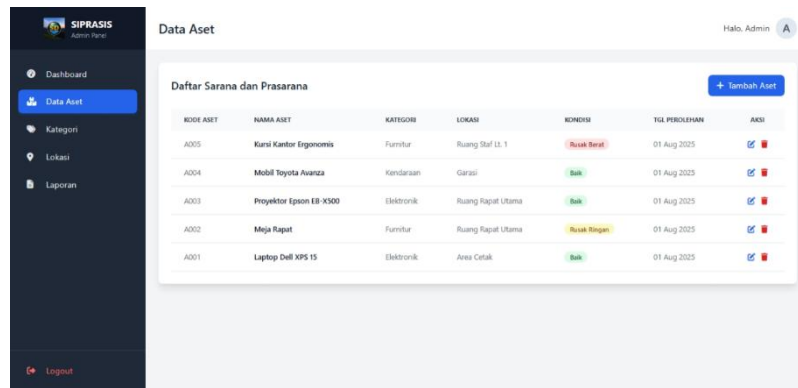 SIPRASIS
Admin Panel
Data Aset
Halo, Admin A
Dashboard
Data Aset
Kategori
Lokasi
Laporan
Logout
Daftar Sarana dan Prasarana
+ Tambah Aset
KODE ASET NAMA ASET KATEGORI LOKASI KONDISI TGL PEROLEHAN AKSI
A005 Kursi Kantor Ergonomis Furnitur Ruang Staf Lt. 1 Rusak Berat 01 Aug 2025
A004 Mobil Toyota Avanza Kendaraan Garasi Baik 01 Aug 2025
A003 Proyektor Epson EB-X500 Elektronik Ruang Rapat Utama Baik 01 Aug 2025
A002 Meja Rapat Furnitur Ruang Rapat Utama Rusak Ringan 01 Aug 2025
A001 Laptop Dell XPS 15 Elektronik Area Cetak Baik 01 Aug 2025